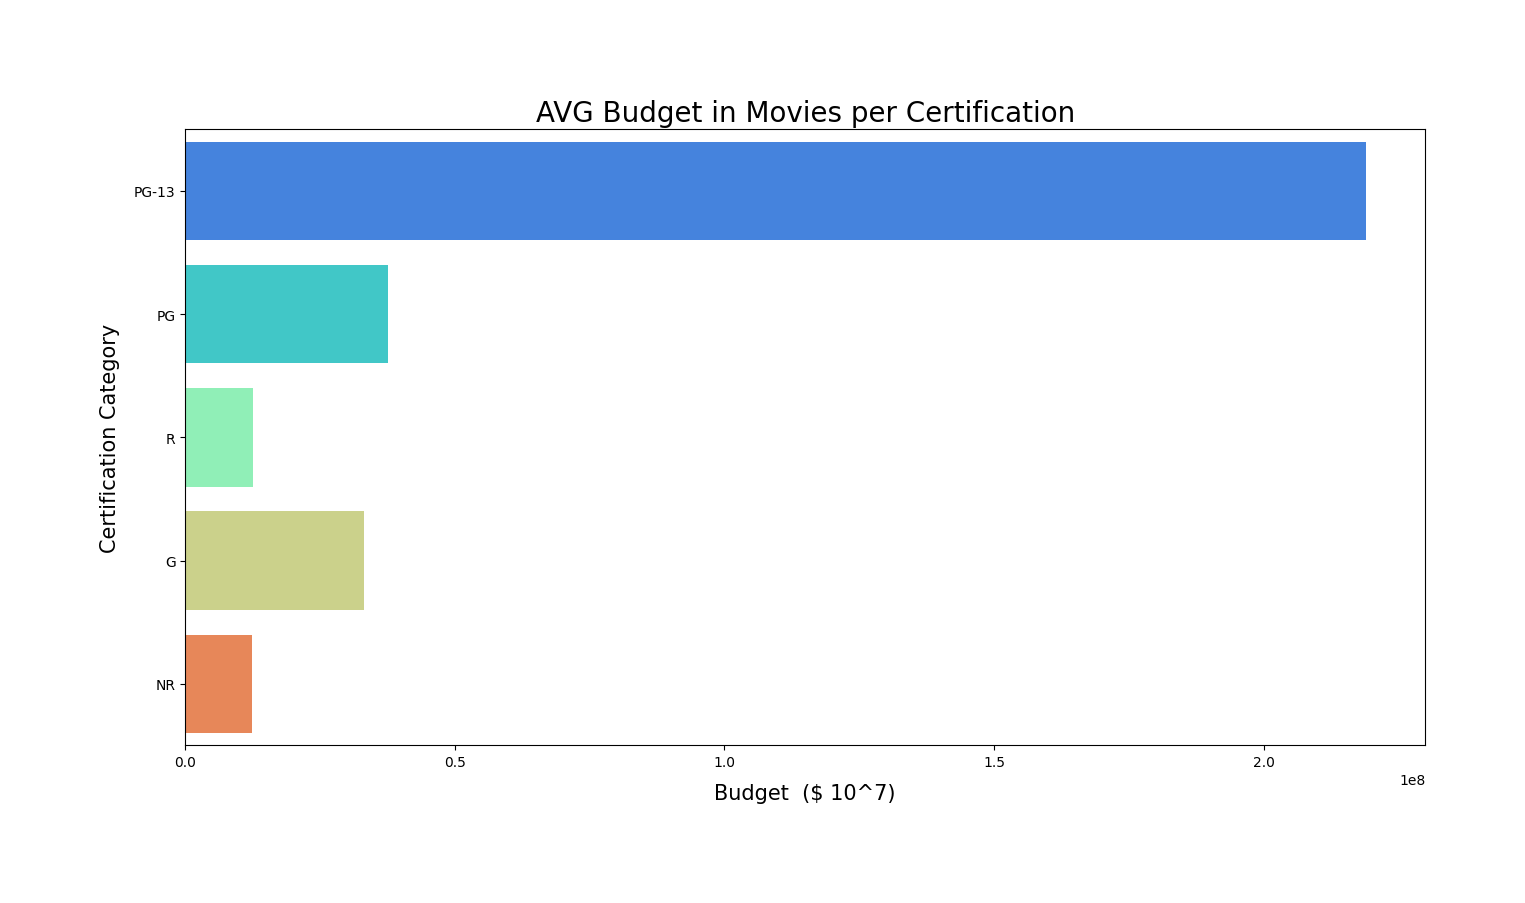 AVG Budget in Movies per Certification
Certification Category
PG-13
PG
R
G
NR
0.0 0.5 1.0 1.5 2.0
1e8
Budget  ($ 10^7)